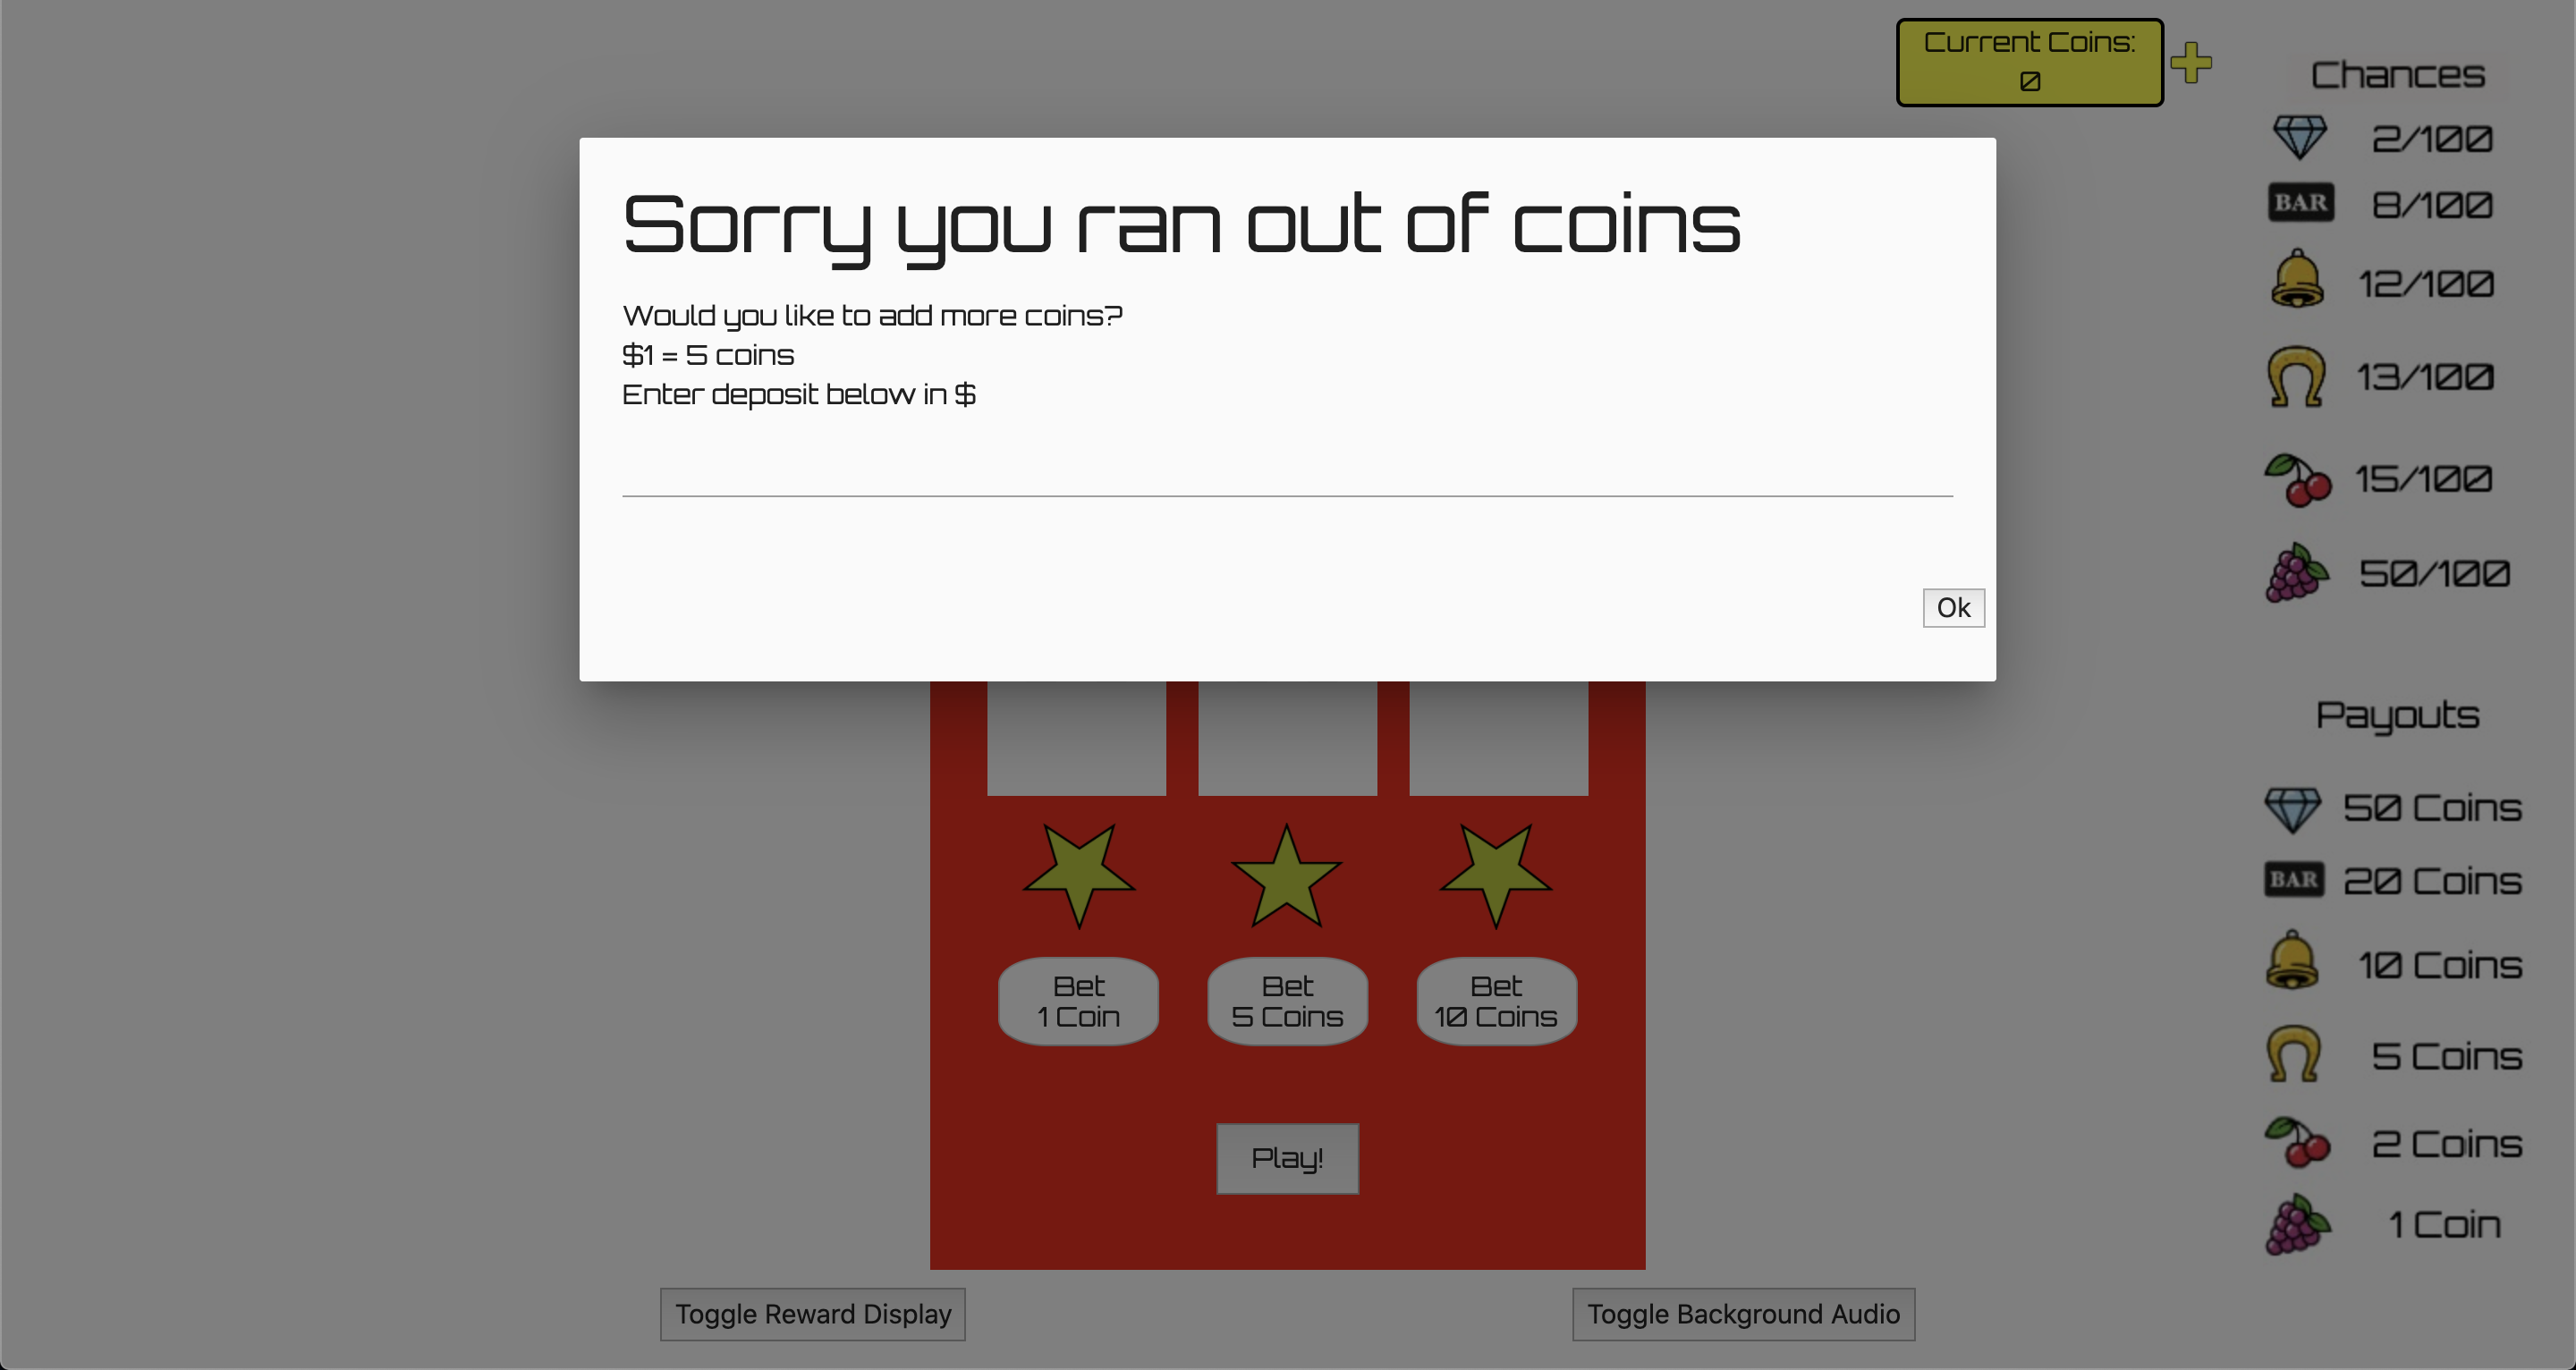 Current Coins:
0
Sorry you ran out of coins
Would you like to add more coins?
$1 = 5 coins
Enter deposit below in $
Ok
Bet
1 Coin
Bet
5 Coins
Bet
10 Coins
Play!
Toggle Reward Display
Toggle Background Audio
Chances
2/100
BAR 8/100
12/100
13/100
15/100
50/100
Payouts
50 Coins
BAR 20 Coins
10 Coins
5 Coins
2 Coins
1 Coin